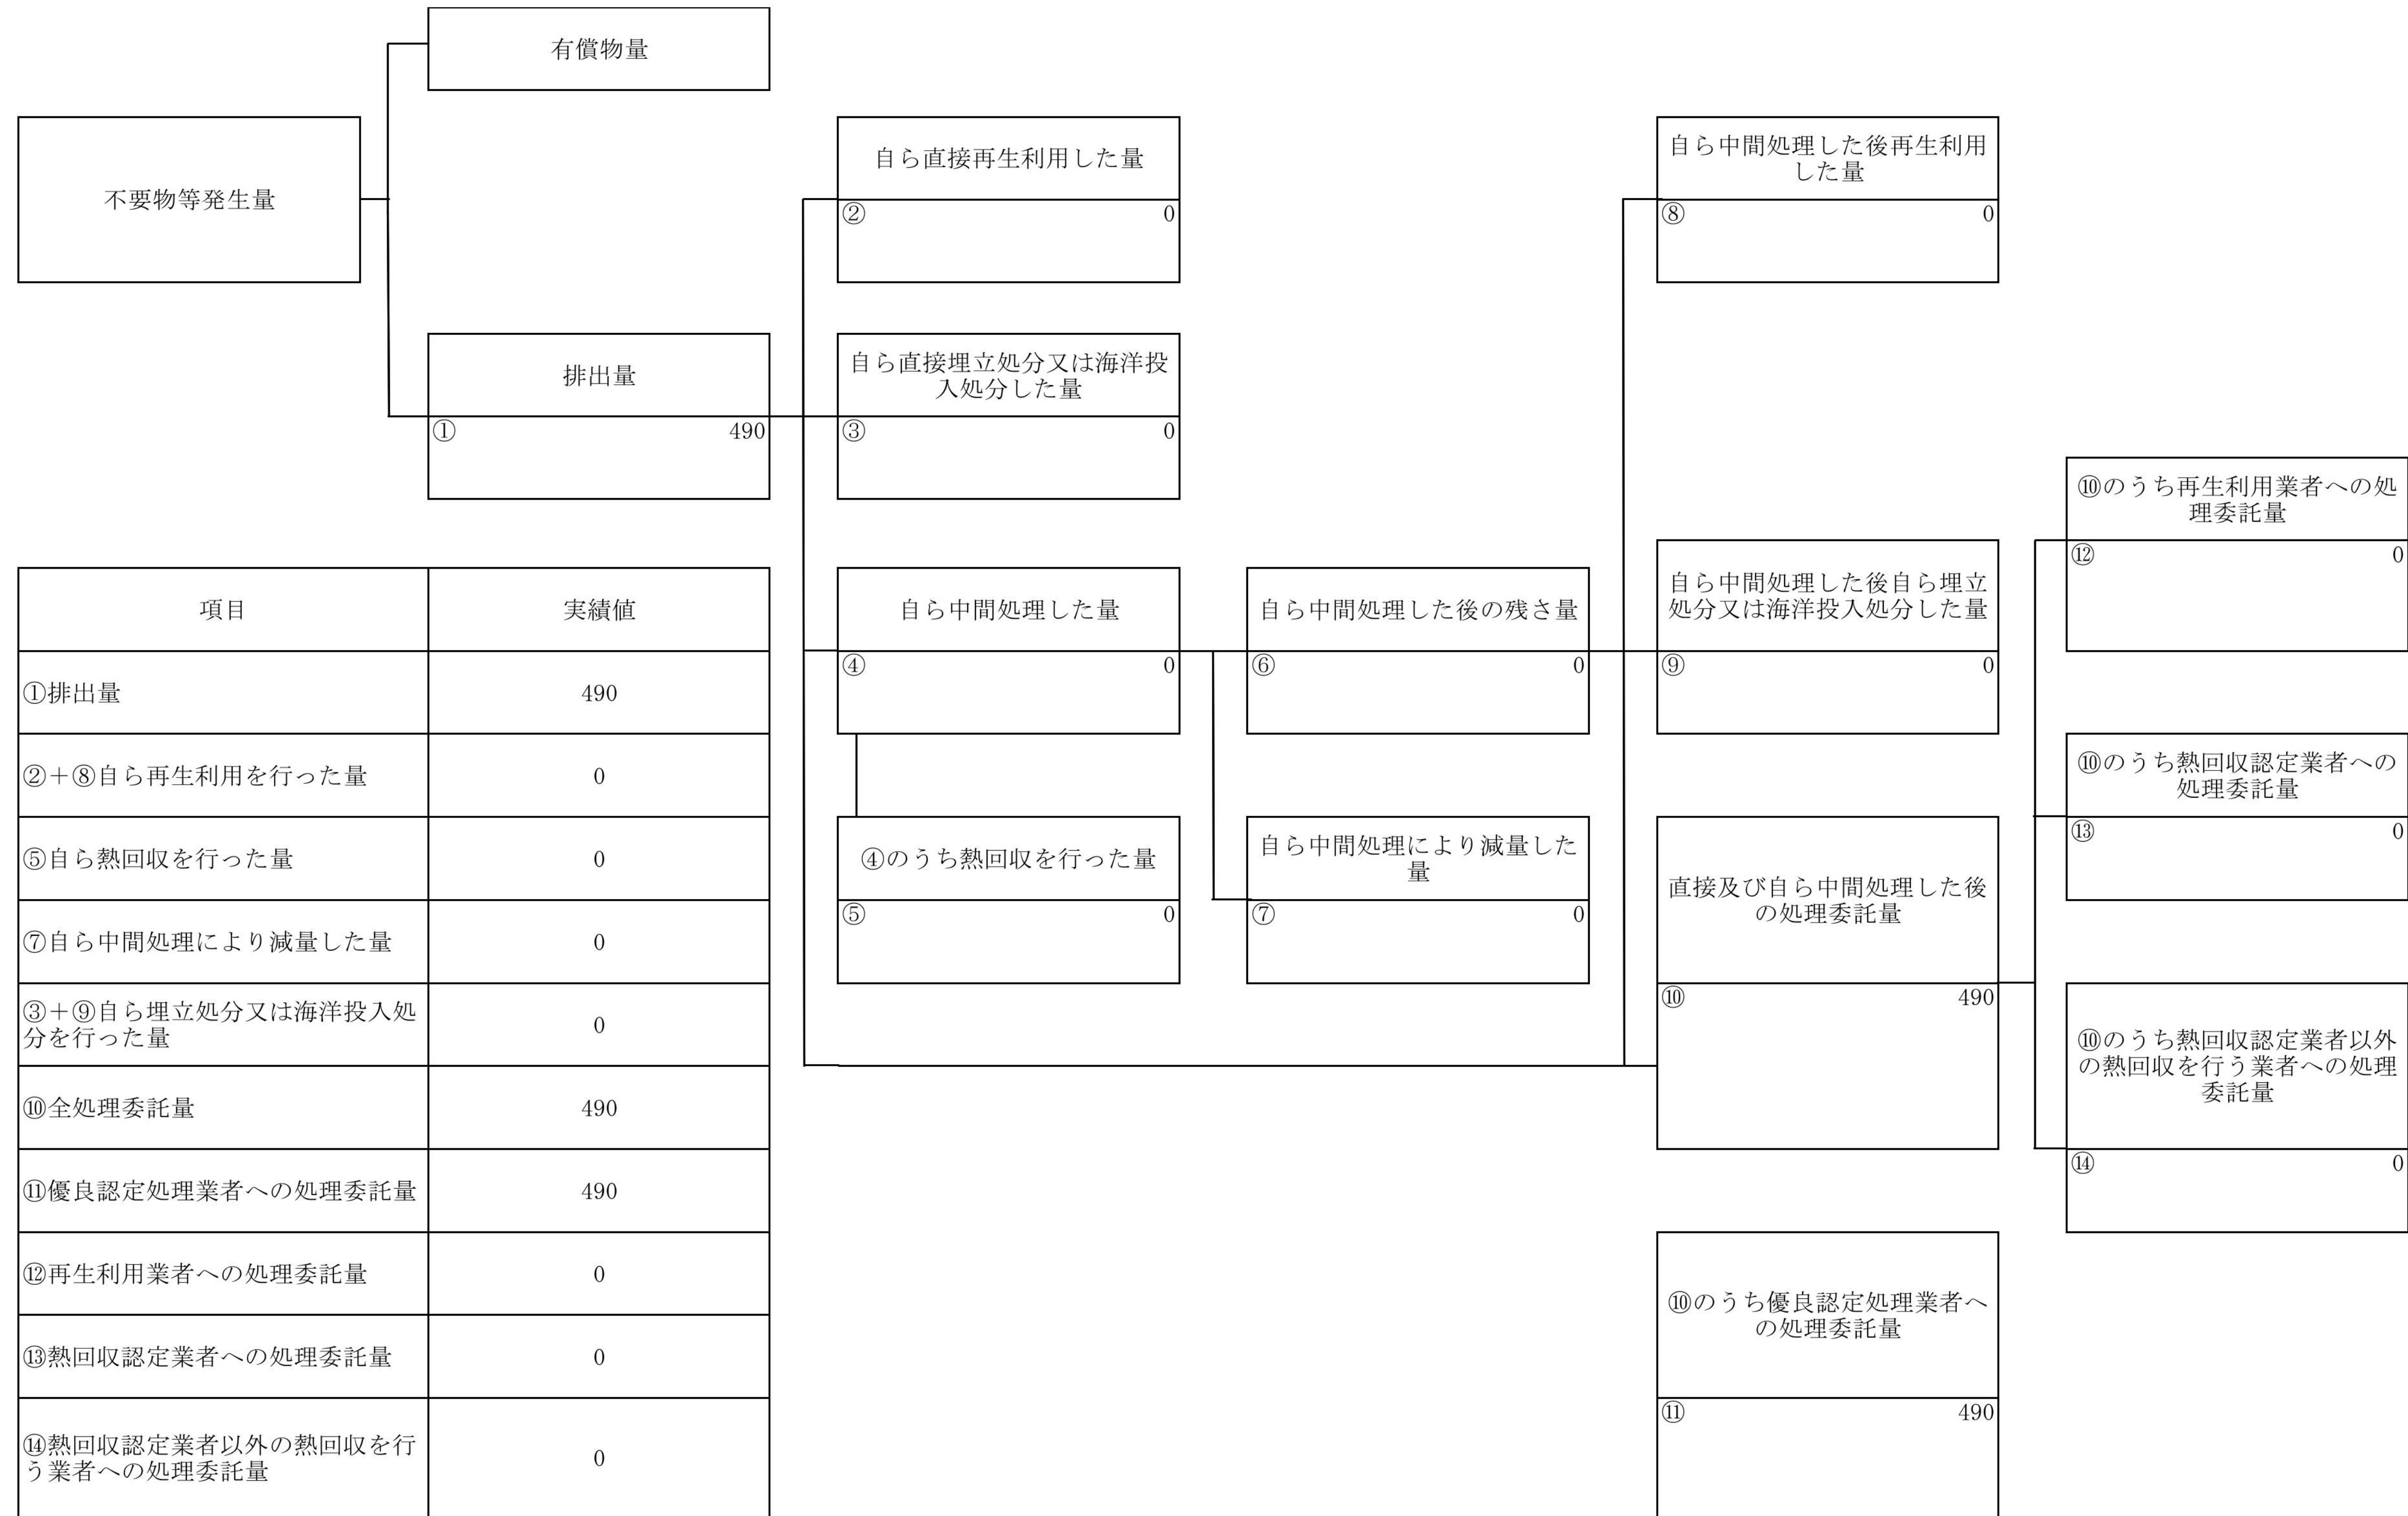 有償物量
不要物等発生量
排出量
① 490
自ら直接再生利用した量
② 0
自ら直接埋立処分又は海洋投
入処分した量
③ 0
自ら中間処理した量
④ 0
④のうち熱回収を行った量
⑤ 0
自ら中間処理した後の残さ量
⑥ 0
自ら中間処理により減量した
量
⑦ 0
自ら中間処理した後再生利用
した量
⑧ 0
自ら中間処理した後自ら埋立
処分又は海洋投入処分した量
⑨ 0
直接及び自ら中間処理した後
の処理委託量
⑩ 490
⑩のうち優良認定処理業者へ
の処理委託量
⑪ 490
⑩のうち再生利用業者への処
理委託量
⑫ 0
⑩のうち熱回収認定業者への
処理委託量
⑬ 0
⑩のうち熱回収認定業者以外
の熱回収を行う業者への処理
委託量
⑭ 0
項目 実績値
①排出量 490
②＋⑧自ら再生利用を行った量 0
⑤自ら熱回収を行った量 0
⑦自ら中間処理により減量した量 0
③＋⑨自ら埋立処分又は海洋投入処
分を行った量 0
⑩全処理委託量 490
⑪優良認定処理業者への処理委託量 490
⑫再生利用業者への処理委託量 0
⑬熱回収認定業者への処理委託量 0
⑭熱回収認定業者以外の熱回収を行
う業者への処理委託量 0